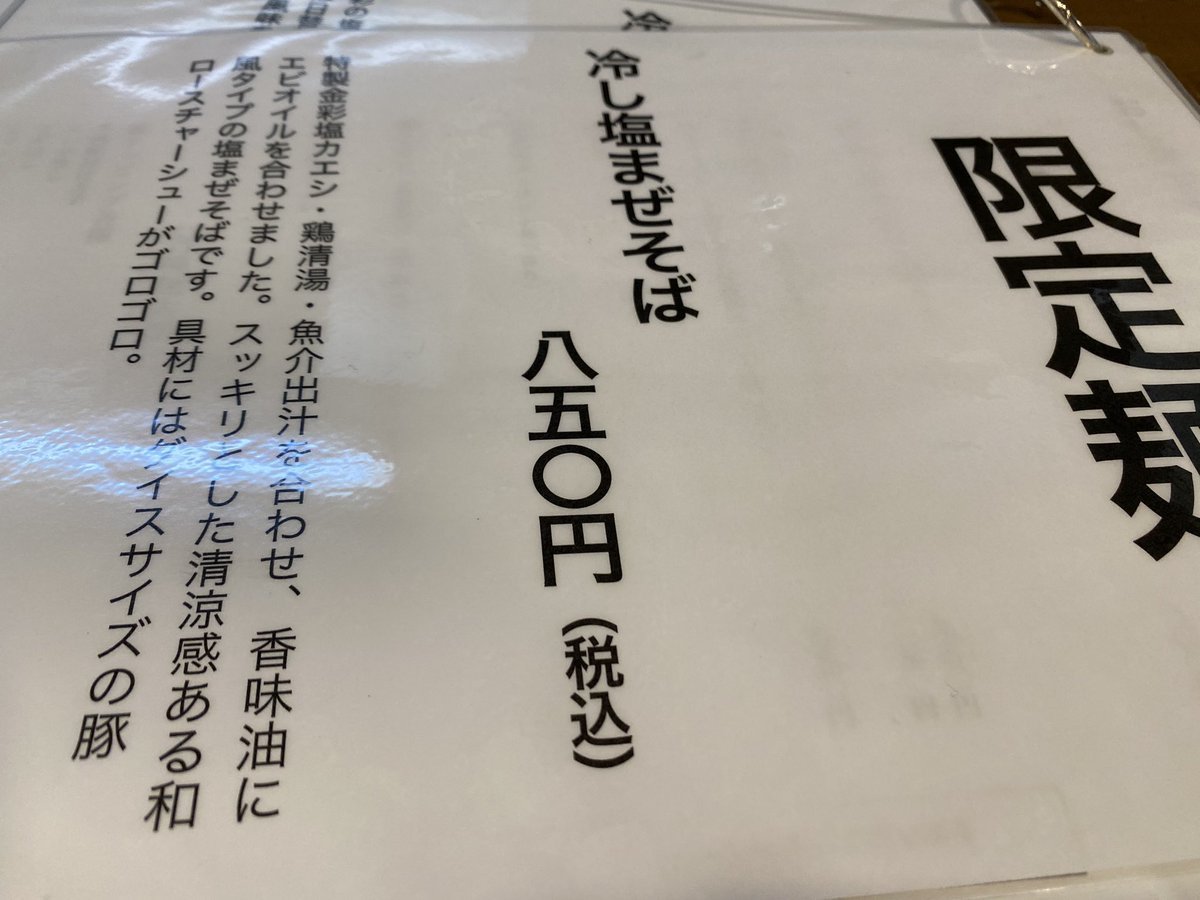 限定麺
冷し塩まぜそば
八五〇円（税込）
特製金彩塩カエシ・鶏清湯・魚介出汁を合わせ、香味油に
エビオイルを合わせました。スッキリとした清涼感ある和
風タイプの塩まぜそばです。具材にはダイスサイズの豚
ロースチャーシューがゴロゴロ。
冷